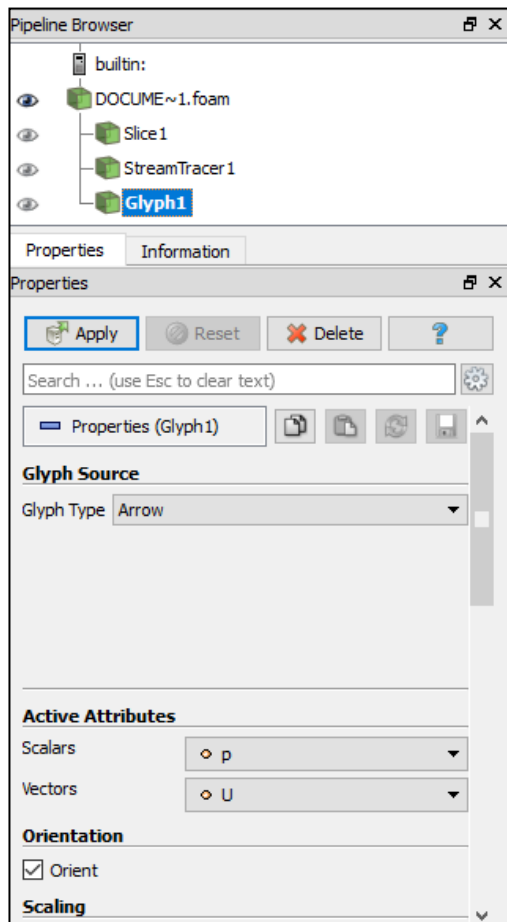 Pipeline Browser
builtin:
DOCUME~1.foam
Slice1
StreamTracer1
Glyph1
Properties Information
Properties
Apply Reset Delete ?
Search ... (use Esc to clear text)
Properties (Glyph1)
Glyph Source
Glyph Type Arrow
Active Attributes
Scalars p
Vectors U
Orientation
Orient
Scaling